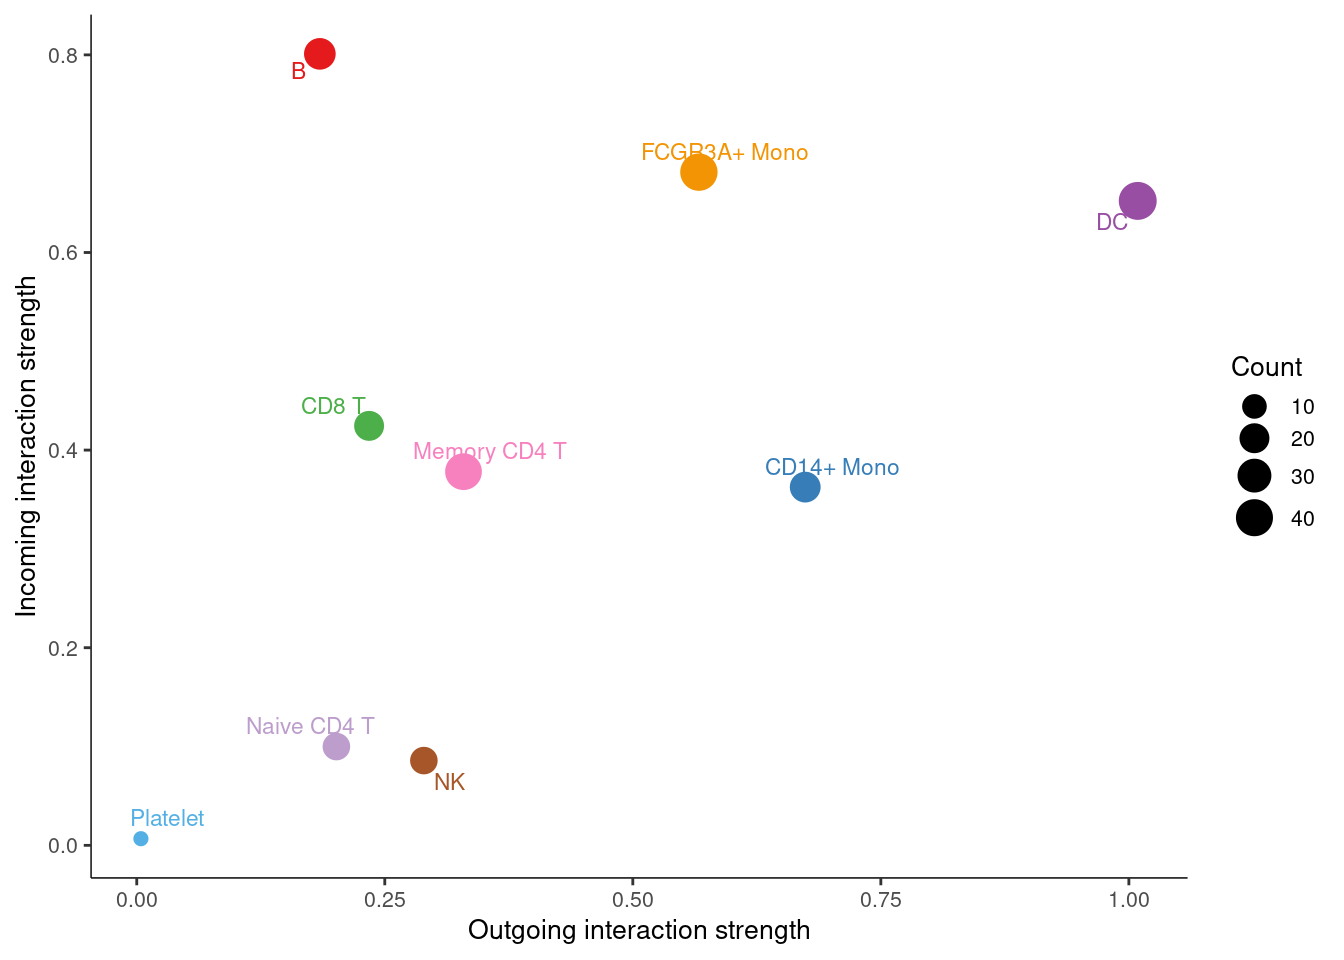 0.8
B
FCGR3A+ Mono
DC
0.6
Incoming interaction strength
CD8 T
Memory CD4 T
CD14+ Mono
0.4
Count
10
20
30
40
0.2
Naive CD4 T
NK
Platelet
0.0
0.00 0.25 0.50 0.75 1.00
Outgoing interaction strength